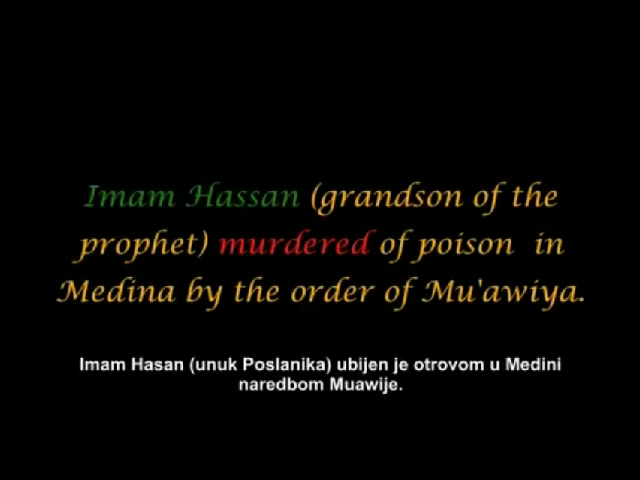 Imam Hassan (grandson of the
prophet) murdered of poison in
Medina by the order of Mu'awiya.
Imam Hasan (unuk Poslanika) ubijen je otrovom u Medini
naredbom Muawije.